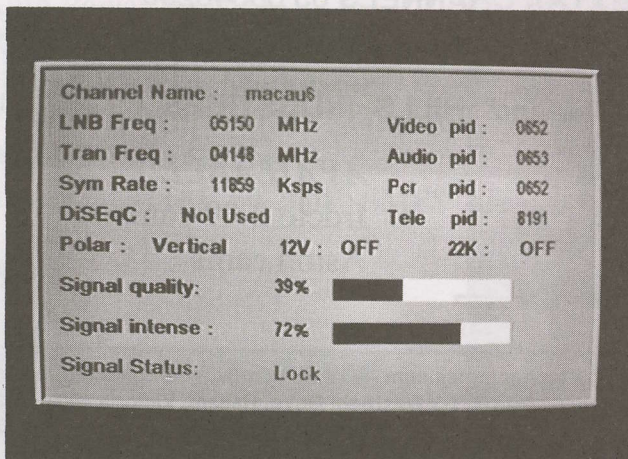 Channel Name : macau6
LNB Freq : 05150 MHz Video pid : 0652
Tran Freq : 04148 MHz Audio pid : 0653
Sym Rate : 11859 Ksps Pcr pid : 0652
DiSEqC : Not Used Tele pid : 8191
Polar : Vertical 12V : OFF 22K : OFF
Signal quality: 39%
Signal intense : 72%
Signal Status: Lock